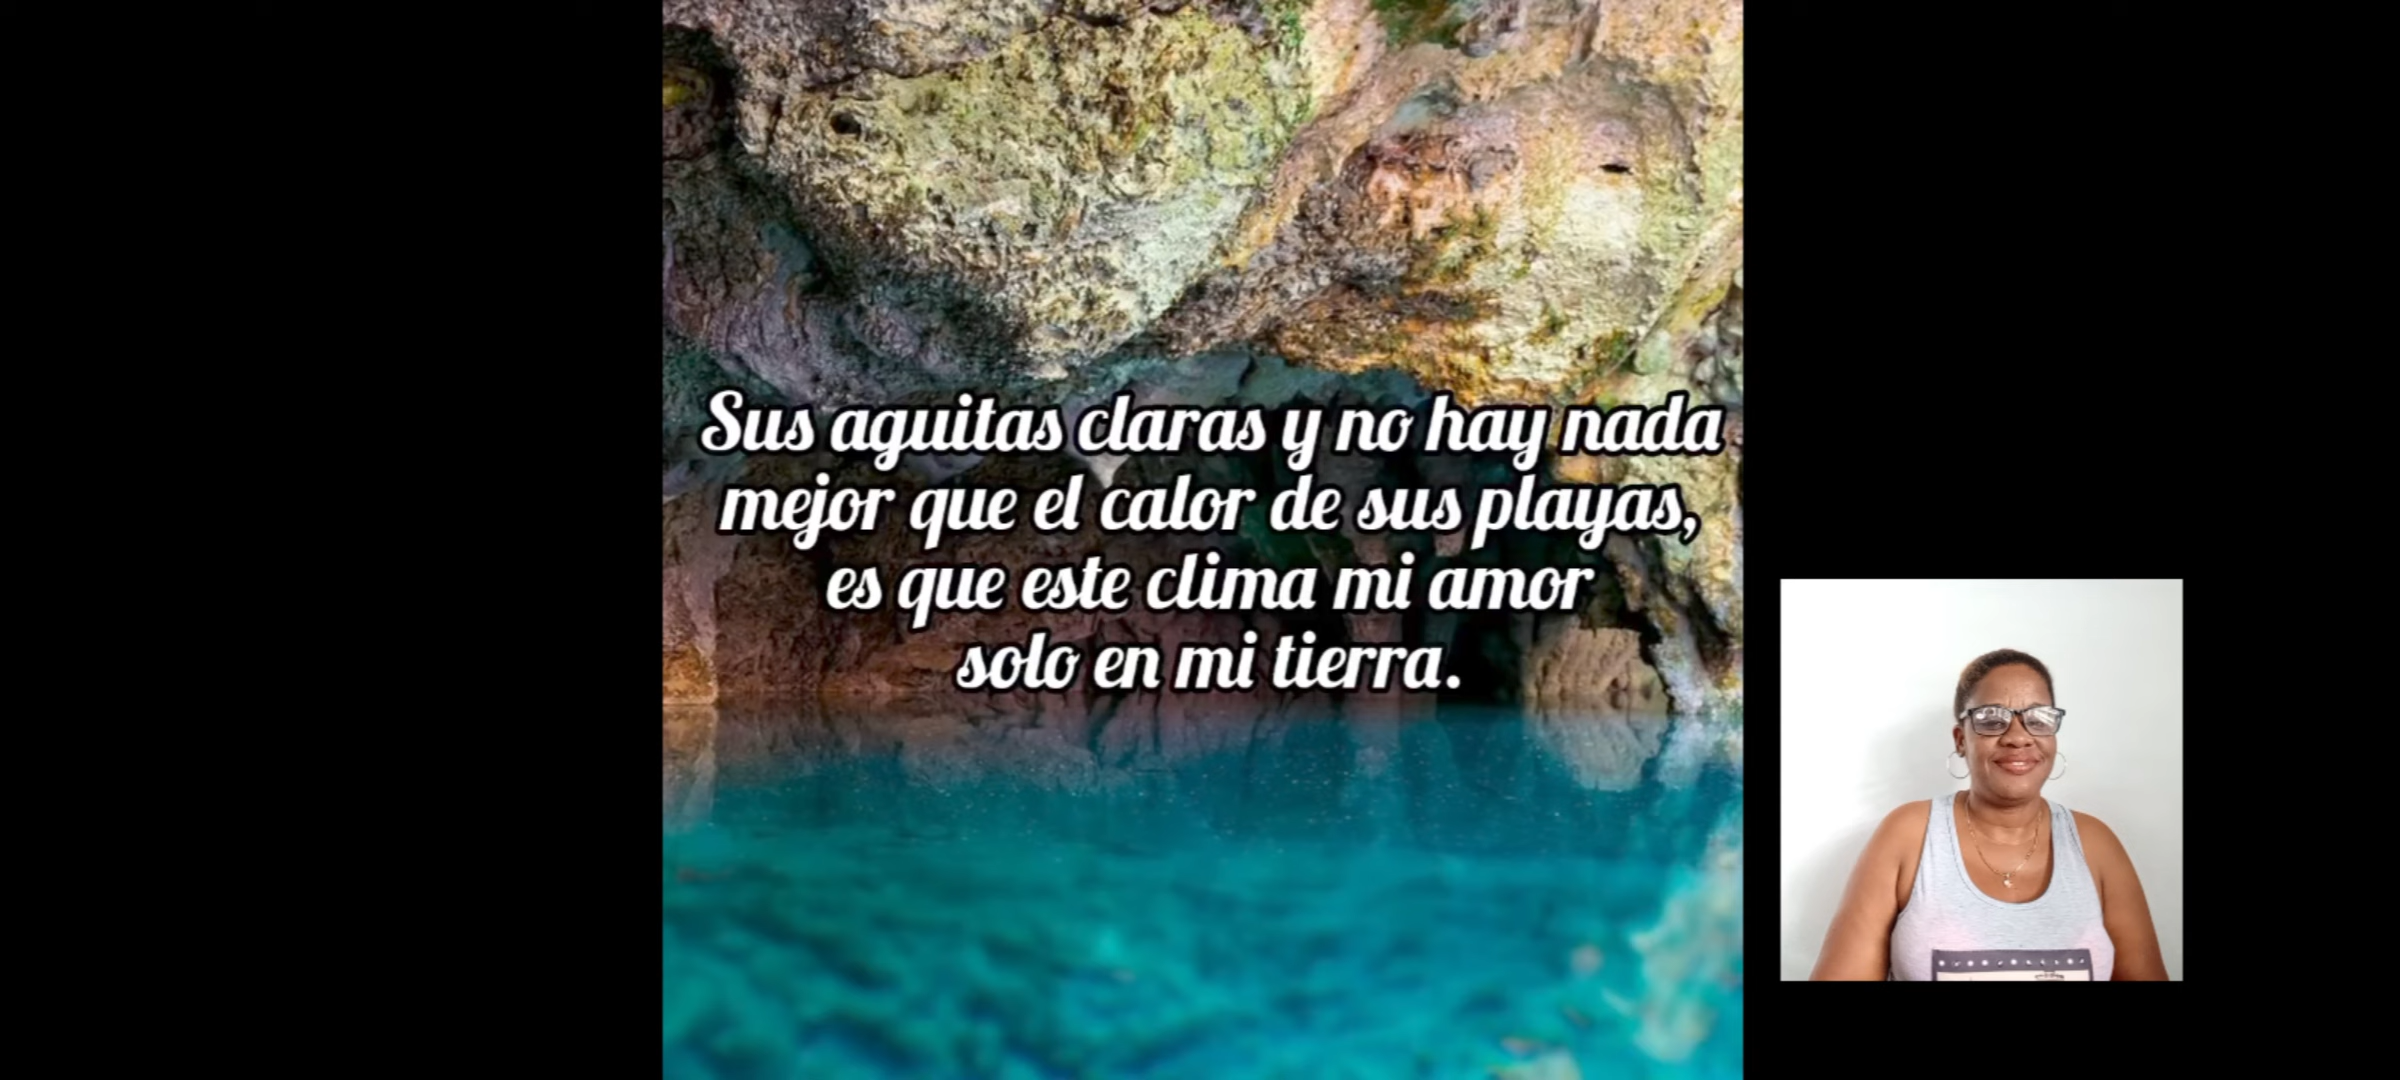 Sus aguitas claras y no hay nada
mejor que el calor de sus playas,
es que este clima mi amor
solo en mi tierra.